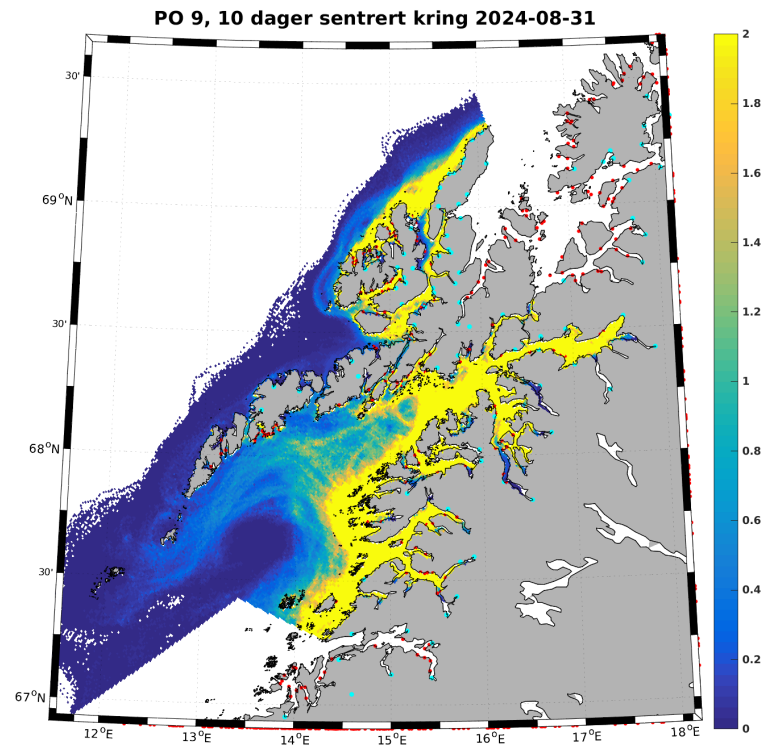 PO 9, 10 dager sentrert kring 2024-08-31
2
30'
1.8
1.6
69°N
1.4
1.2
30'
1
0.8
68°N
0.6
30'
0.4
0.2
67°N
0
12°E
13°E
14°E
15°E
16°E
17°E
18°E